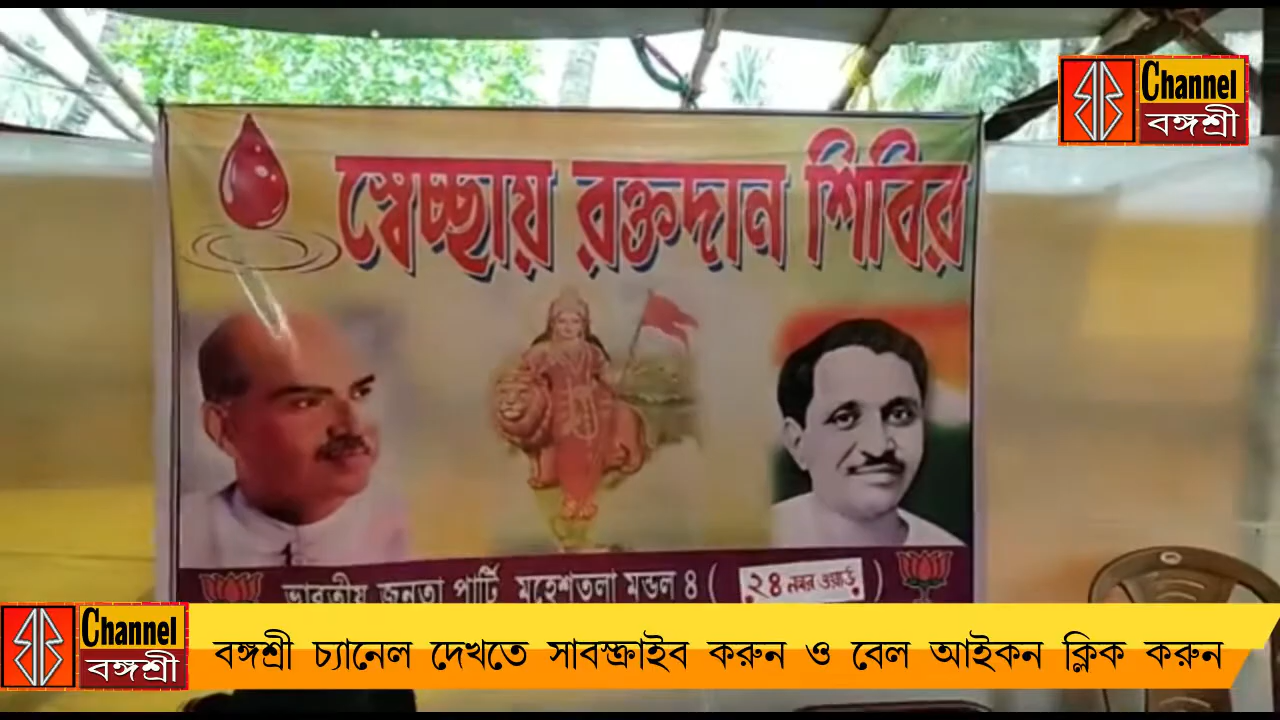 Channel
বঙ্গশ্রী
স্বেচ্ছায় রক্তদান শিবির
ভারতীয় জনতা পার্টি মহেশতলা মন্ডল ৪ ( ২৪ নম্বর ওয়ার্ড )
Channel
বঙ্গশ্রী
বঙ্গশ্রী চ্যানেল দেখতে সাবস্ক্রাইব করুন ও বেল আইকন ক্লিক করুন